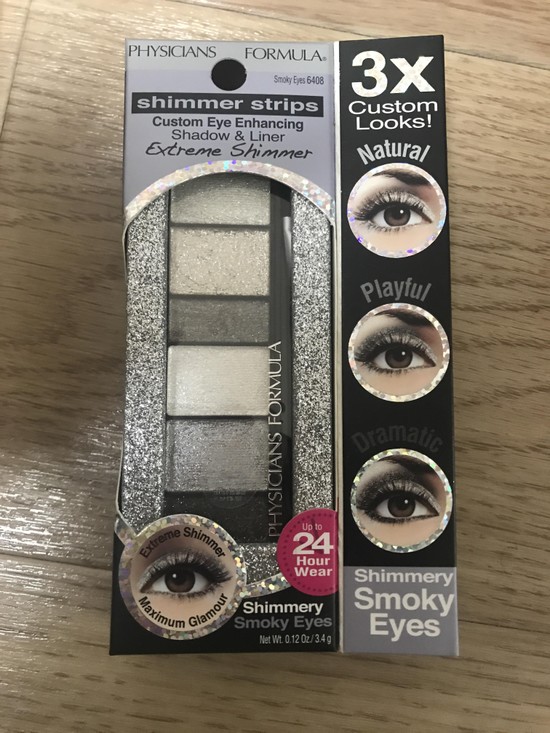 PHYSICIANS FORMULA®
Smoky Eyes 6408
shimmer strips
Custom Eye Enhancing
Shadow & Liner
Extreme Shimmer
PHYSICIANS FORMULA
Extreme Shimmer
Maximum Glamour
Up to
24
Hour
Wear
Shimmery
Smoky Eyes
Net Wt. 0.12 Oz./ 3.4 g
3X
Custom
Looks!
Natural
Playful
Dramatic
Shimmery
Smoky
Eyes